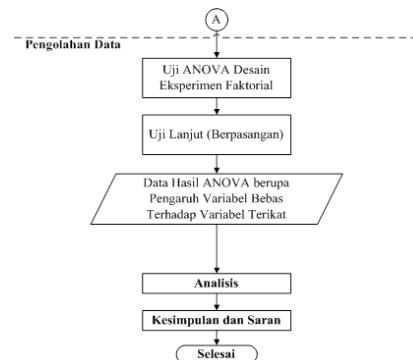 A
Pengolahan Data
Uji ANOVA Desain
Eksperimen Faktorial
Uji Lanjut (Berpasangan)
Data Hasil ANOVA berupa
Pengaruh Variabel Bebas
Terhadap Variabel Terikat
Analisis
Kesimpulan dan Saran
Selesai